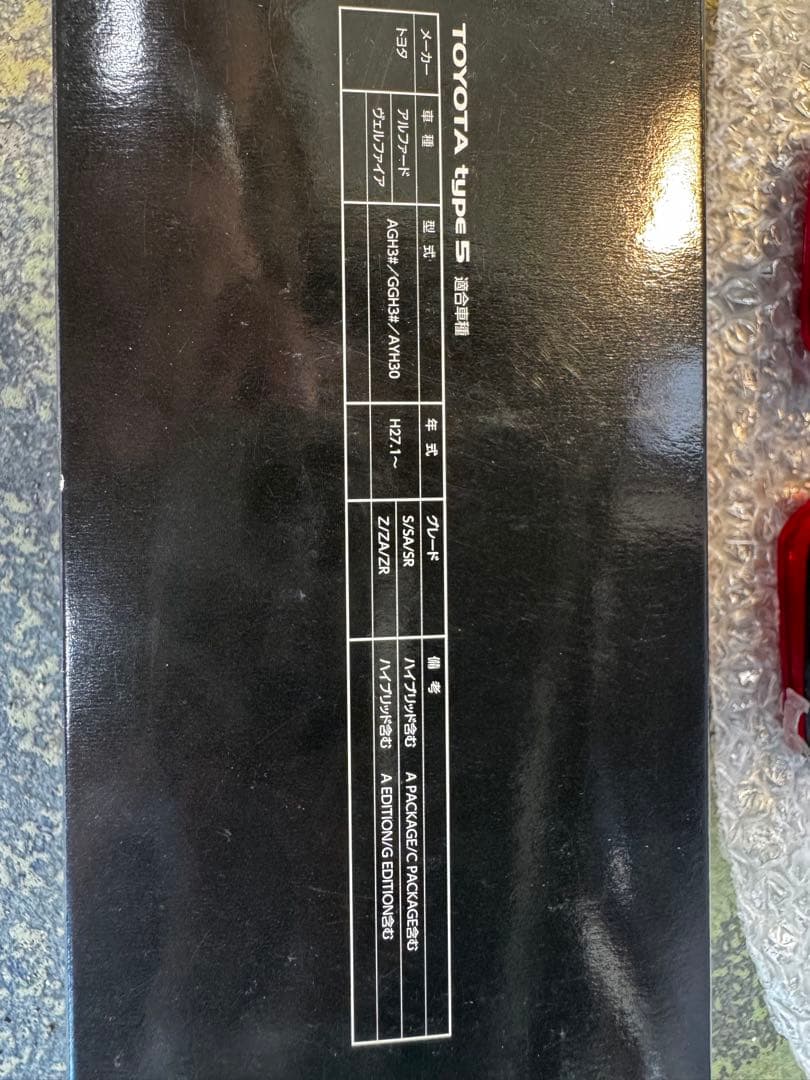 TOYOTA type 5 適合車種
メーカー 車種 型式 年式 グレード 備考
トヨタ アルファード AGH3#/GGH3#/AYH30 H27.1～ S/SA/SR ハイブリッド含む A PACKAGE/C PACKAGE含む
ヴェルファイア Z/ZA/ZR ハイブリッド含む A EDITION/G EDITION含む